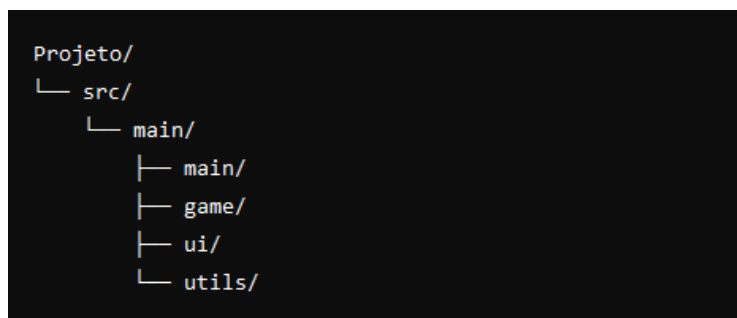 Projeto/
└── src/
    └── main/
        ├── main/
        ├── game/
        ├── ui/
        └── utils/